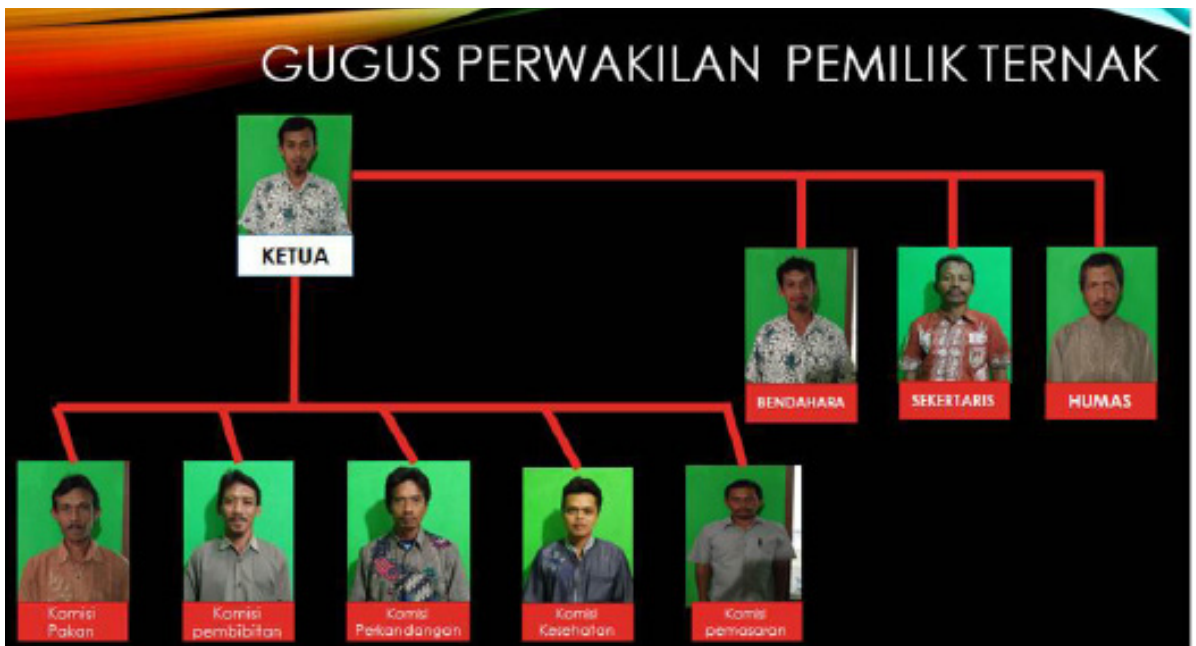 GUGUS PERWAKILAN PEMILIK TERNAK
KETUA
BENDAHARA
SEKERTARIS
HUMAS
Komisi
Pakan
Komisi
pembibitan
Komisi
Perkandangan
Komisi
Kesehatan
Komisi
pemasaran